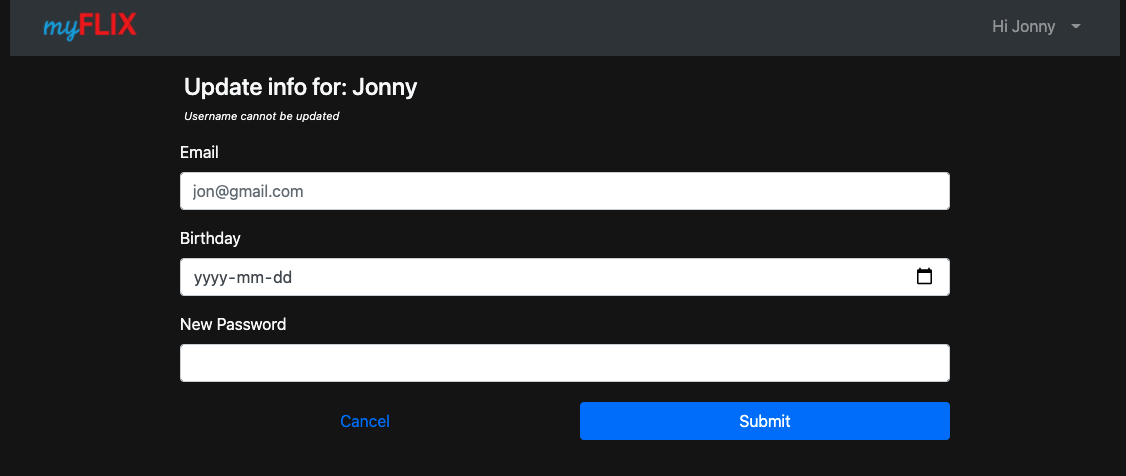 myFLIX
Hi Jonny
Update info for: Jonny
Username cannot be updated
Email
jon@gmail.com
Birthday
yyyy-mm-dd
New Password
Cancel
Submit